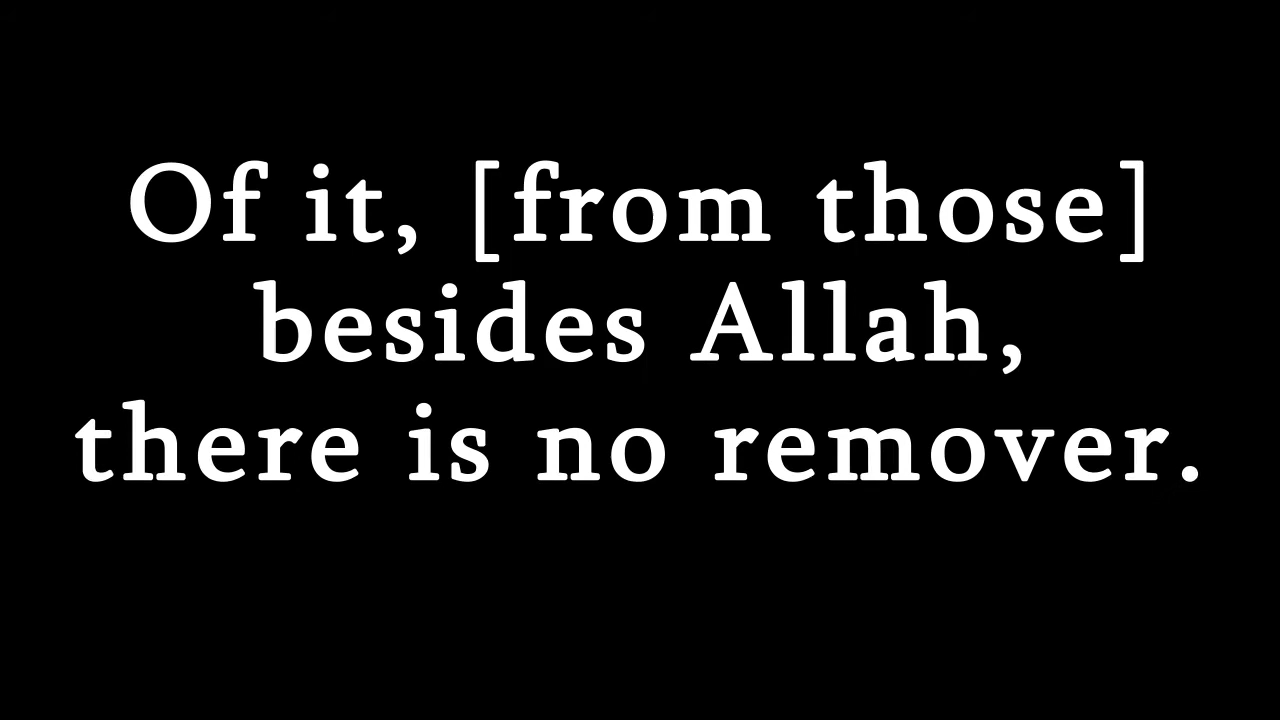 Of it, [from those]
besides Allah,
there is no remover.